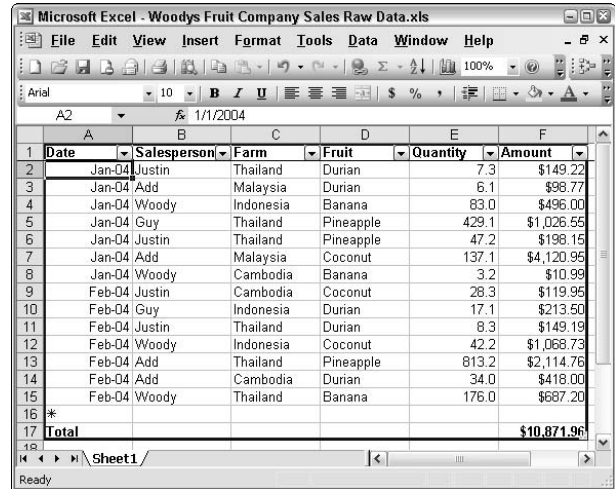 Microsoft Excel - Woodys Fruit Company Sales Raw Data.xls
File Edit View Insert Format Tools Data Window Help
100%
Arial 10 B I U $ % ,
A2 fx 1/1/2004
A B C D E F
1 Date Salesperson Farm Fruit Quantity Amount
2 Jan-04 Justin Thailand Durian 7.3 $149.22
3 Jan-04 Add Malaysia Durian 6.1 $98.77
4 Jan-04 Woody Indonesia Banana 83.0 $496.00
5 Jan-04 Guy Thailand Pineapple 429.1 $1,026.55
6 Jan-04 Justin Thailand Pineapple 47.2 $198.15
7 Jan-04 Add Malaysia Coconut 137.1 $4,120.95
8 Jan-04 Woody Cambodia Banana 3.2 $10.99
9 Feb-04 Justin Cambodia Coconut 28.3 $119.95
10 Feb-04 Guy Indonesia Durian 17.1 $213.50
11 Feb-04 Justin Thailand Durian 8.3 $149.19
12 Feb-04 Woody Indonesia Coconut 42.2 $1,068.73
13 Feb-04 Add Thailand Pineapple 813.2 $2,114.76
14 Feb-04 Add Cambodia Durian 34.0 $418.00
15 Feb-04 Woody Thailand Banana 176.0 $687.20
16 *
17 Total $10,871.96
18
Sheet1
Ready